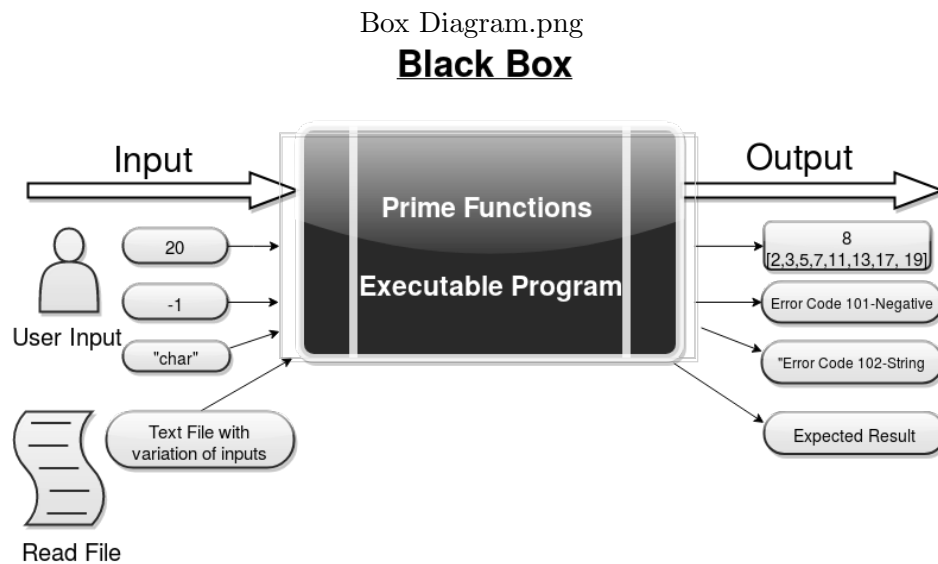 Box Diagram.png
Black Box
Input
Output
Prime Functions
Executable Program
20
-1
"char"
User Input
Text File with
variation of inputs
Read File
8
[2,3,5,7,11,13,17, 19]
Error Code 101-Negative
"Error Code 102-String
Expected Result